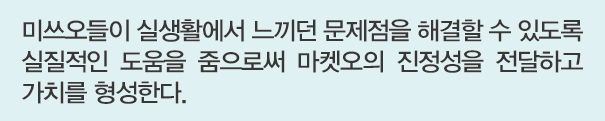 미쓰오들이 실생활에서 느끼던 문제점을 해결할 수 있도록
실질적인 도움을 줌으로써 마켓오의 진정성을 전달하고
가치를 형성한다.